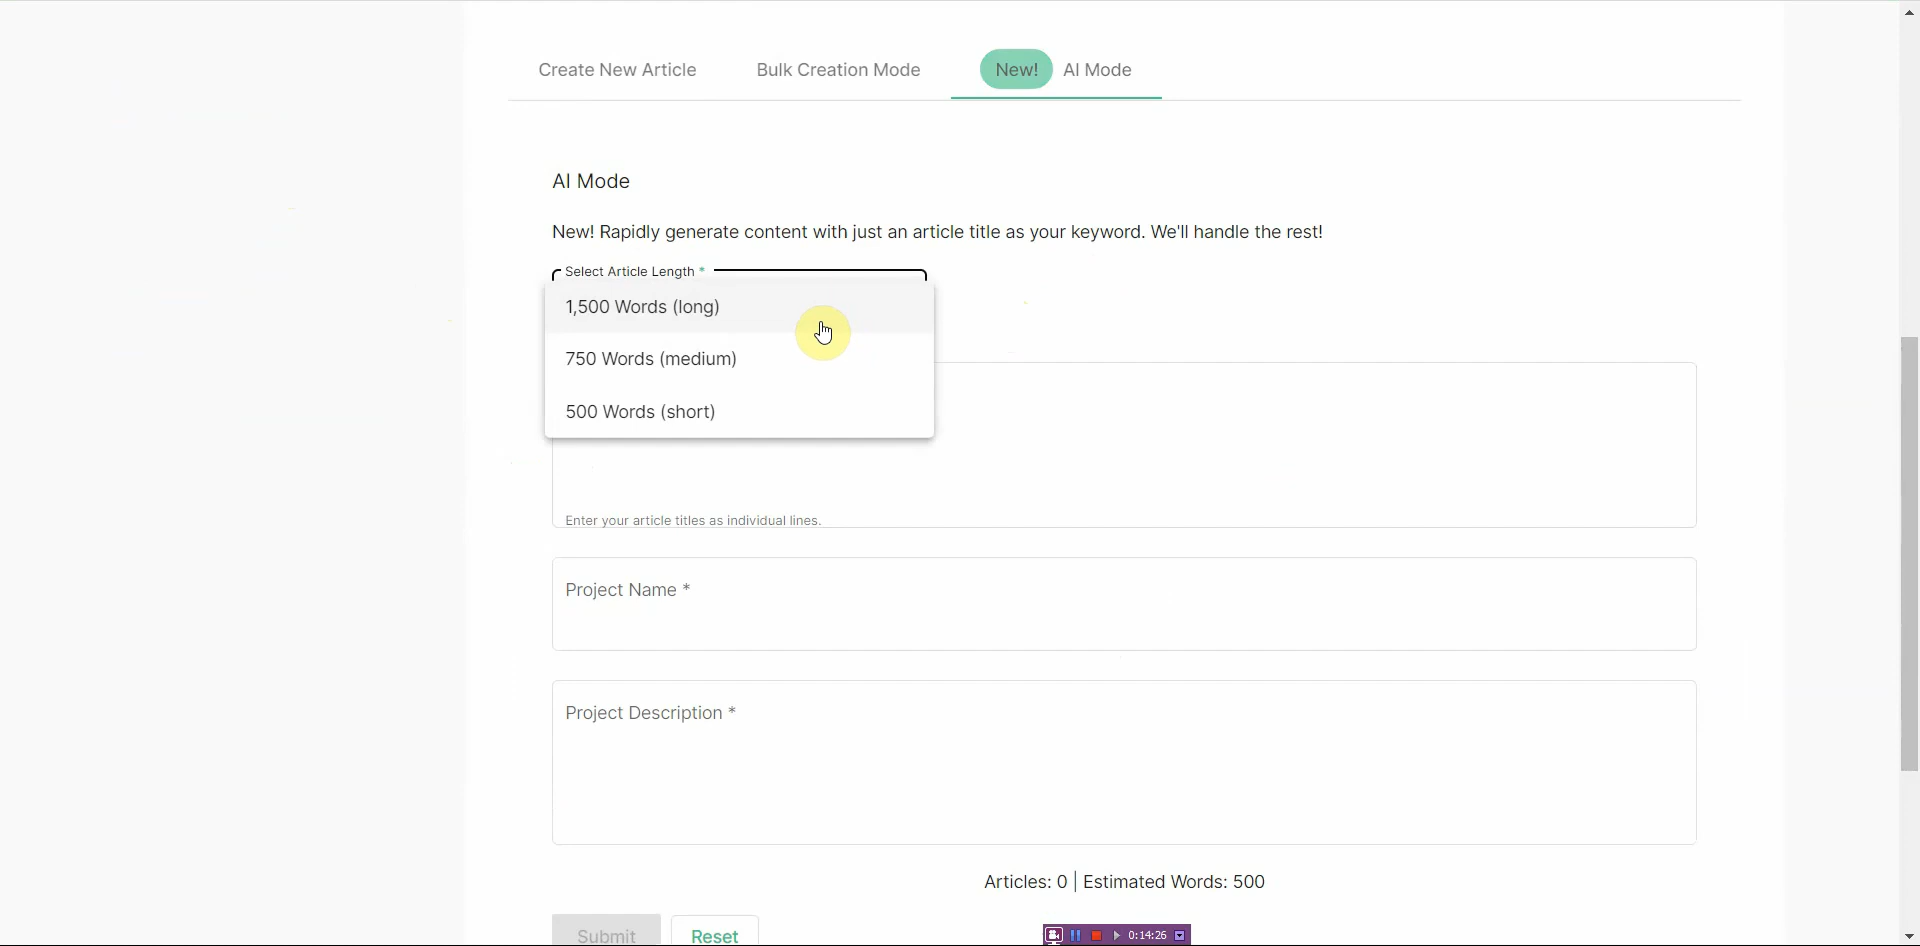 Create New Article
Bulk Creation Mode
New! AI Mode
AI Mode
New! Rapidly generate content with just an article title as your keyword. We'll handle the rest!
Select Article Length *
1,500 Words (long)
750 Words (medium)
500 Words (short)
Enter your article titles as individual lines.
Project Name *
Project Description *
Articles: 0 | Estimated Words: 500
Submit
Reset
0:14:26